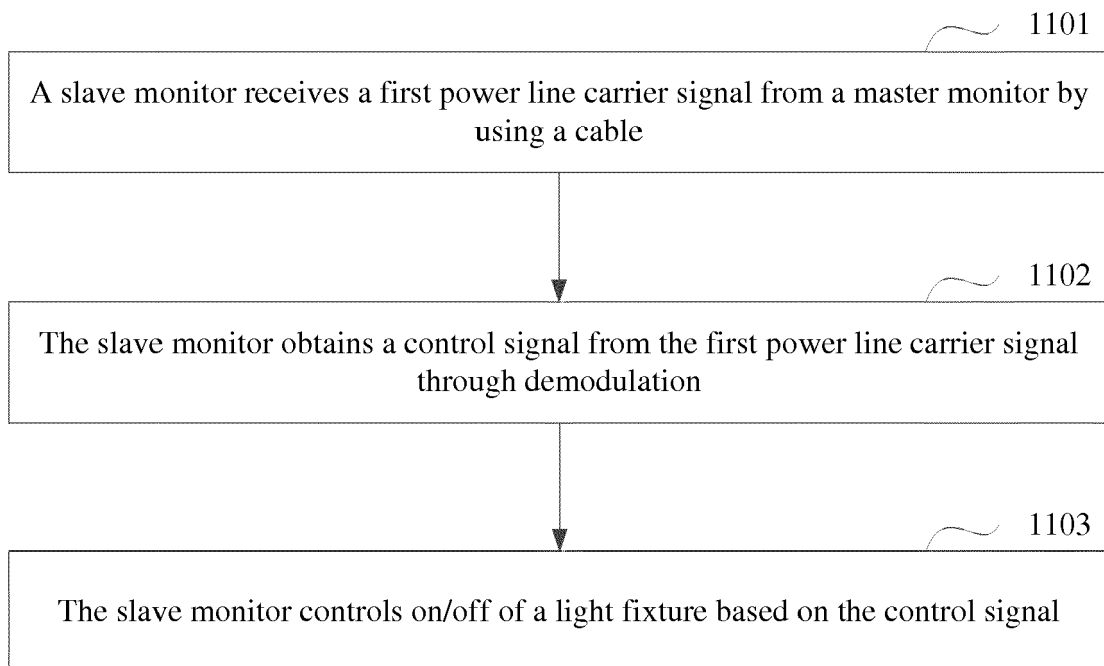 1101
A slave monitor receives a first power line carrier signal from a master monitor by
using a cable
1102
The slave monitor obtains a control signal from the first power line carrier signal
through demodulation
1103
The slave monitor controls on/off of a light fixture based on the control signal